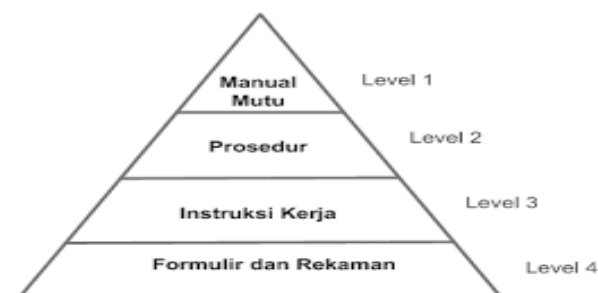 Manual
Mutu
Level 1
Prosedur
Level 2
Instruksi Kerja
Level 3
Formulir dan Rekaman
Level 4